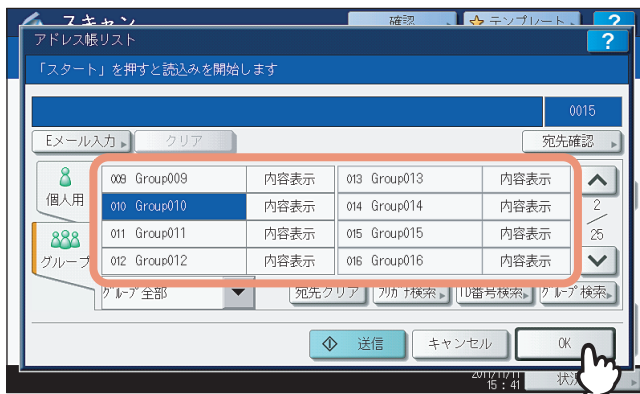 スキャン 確認 テンプレート ?
アドレス帳リスト ?
「スタート」を押すと読込みを開始します
0015
Eメール入力 クリア 宛先確認
個人用
グループ
009 Group009 内容表示 013 Group013 内容表示
010 Group010 内容表示 014 Group014 内容表示
011 Group011 内容表示 015 Group015 内容表示
012 Group012 内容表示 016 Group016 内容表示
2
25
グループ全部 宛先クリア フリガナ検索 ID番号検索 グループ検索
送信 キャンセル OK
2011/11/11
15:41